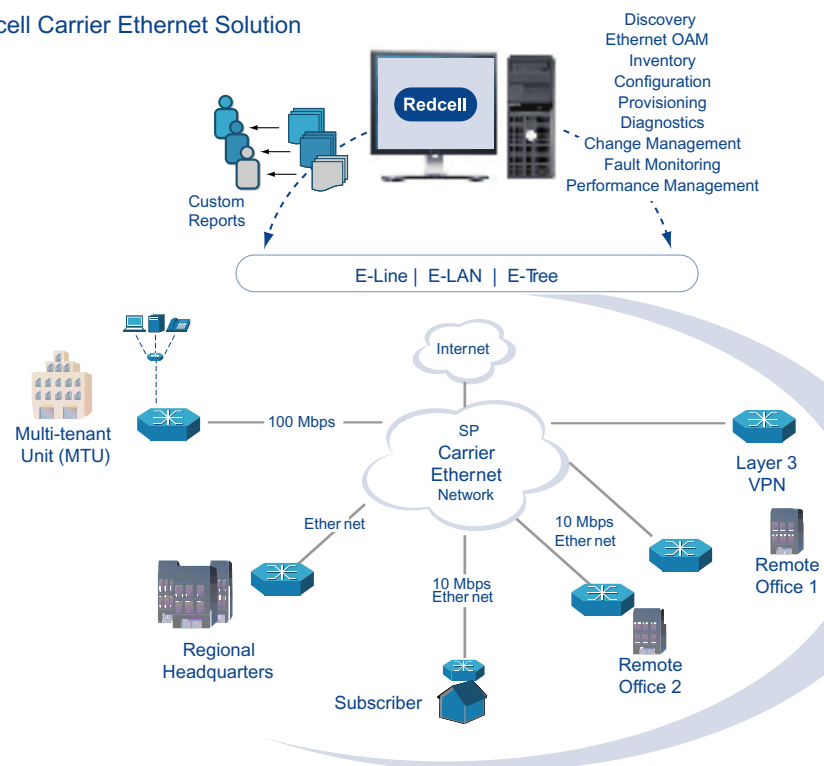 cell Carrier Ethernet Solution
Discovery
Ethernet OAM
Inventory
Configuration
Provisioning
Diagnostics
Change Management
Fault Monitoring
Performance Management
Redcell
Custom
Reports
E-Line | E-LAN | E-Tree
Internet
Multi-tenant
Unit (MTU)
100 Mbps
SP
Carrier
Ethernet
Network
Layer 3
VPN
Ether net
10 Mbps
Ether net
10 Mbps
Ether net
Remote
Office 1
Regional
Headquarters
Remote
Office 2
Subscriber